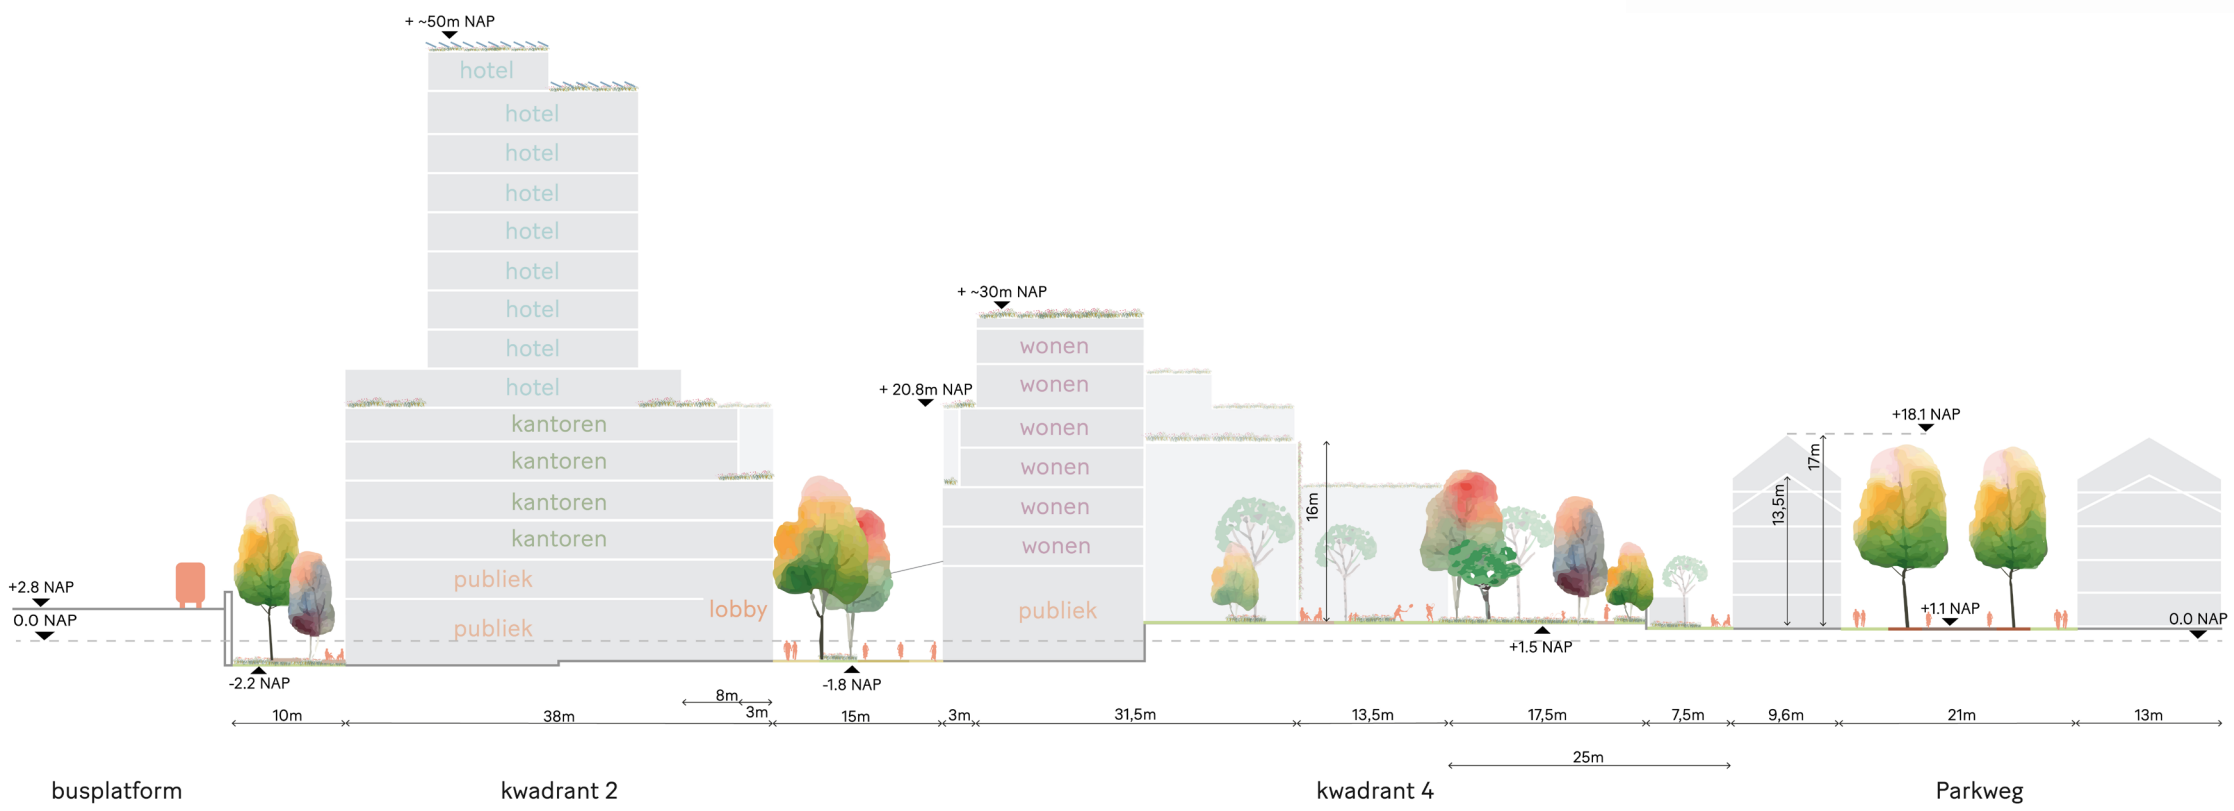 + ~50m NAP
hotel
hotel
hotel
hotel
hotel
hotel
hotel
hotel
hotel
kantoren
kantoren
kantoren
kantoren
publiek
lobby
publiek
+2.8 NAP
0.0 NAP
-2.2 NAP
-1.8 NAP
+ ~30m NAP
+ 20.8m NAP
wonen
wonen
wonen
wonen
wonen
wonen
publiek
16m
+1.5 NAP
13,5m
17m
+18.1 NAP
+1.1 NAP
0.0 NAP
10m
38m
8m
3m
15m
3m
31,5m
13,5m
17,5m
7,5m
9,6m
21m
13m
25m
busplatform
kwadrant 2
kwadrant 4
Parkweg